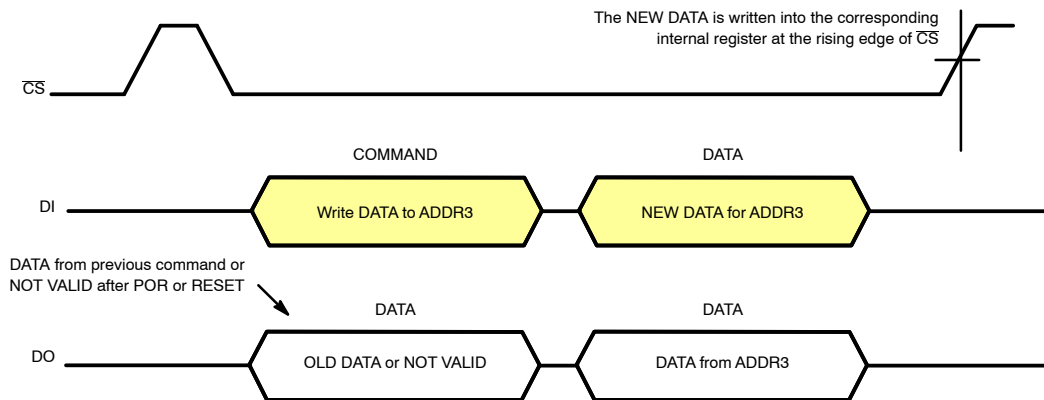 The NEW DATA is written into the corresponding
internal register at the rising edge of C̅S̅
C̅S̅
COMMAND
DATA
DI
Write DATA to ADDR3
NEW DATA for ADDR3
DATA from previous command or
NOT VALID after POR or RESET
DATA
DATA
DO
OLD DATA or NOT VALID
DATA from ADDR3